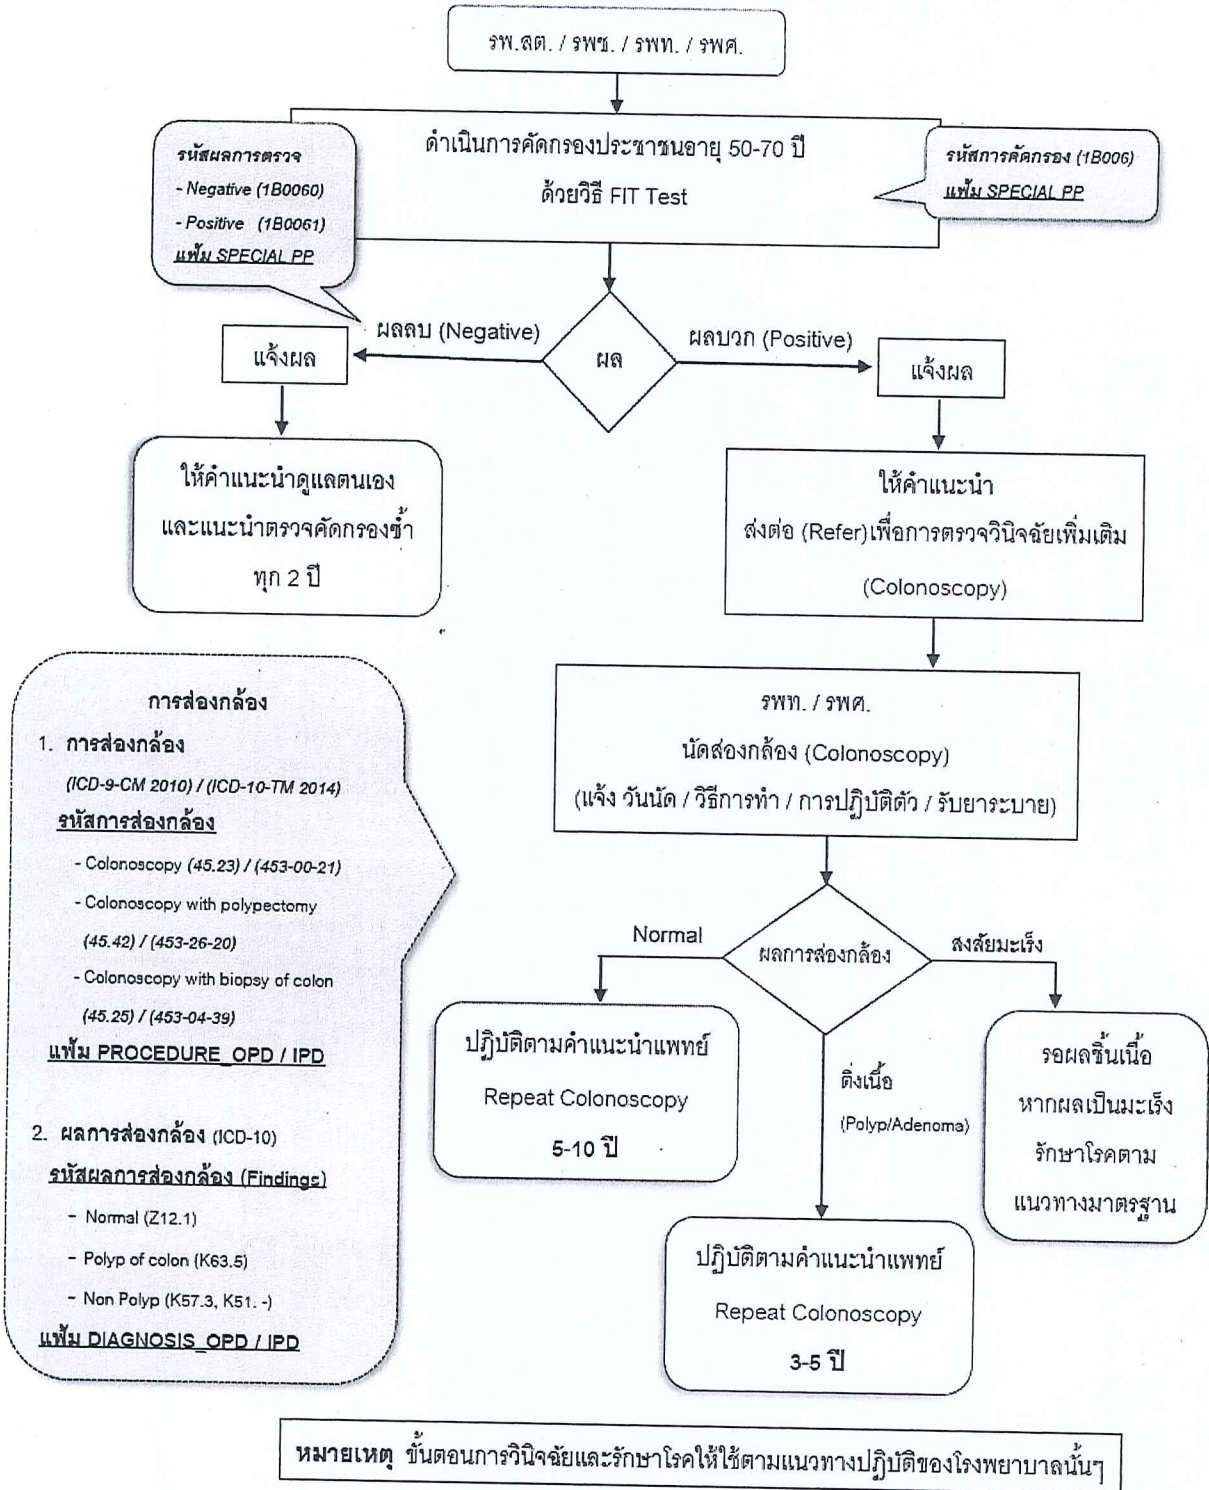 รพ.สต. / รพช. / รพท. / รพศ.
ดำเนินการคัดกรองประชาชนอายุ 50-70 ปี
ด้วยวิธี FIT Test
รหัสผลการตรวจ
- Negative (1B0060)
- Positive (1B0061)
แฟ้ม SPECIAL PP
รหัสการคัดกรอง (1B006)
แฟ้ม SPECIAL PP
ผล
ผลลบ (Negative)
ผลบวก (Positive)
แจ้งผล
แจ้งผล
ให้คำแนะนำดูแลตนเอง
และแนะนำตรวจคัดกรองซ้ำ
ทุก 2 ปี
ให้คำแนะนำ
ส่งต่อ (Refer)เพื่อการตรวจวินิจฉัยเพิ่มเติม
(Colonoscopy)
รพท. / รพศ.
นัดส่องกล้อง (Colonoscopy)
(แจ้ง วันนัด / วิธีการทำ / การปฏิบัติตัว / รับยาระบาย)
การส่องกล้อง
1. การส่องกล้อง
(ICD-9-CM 2010) / (ICD-10-TM 2014)
รหัสการส่องกล้อง
- Colonoscopy (45.23) / (453-00-21)
- Colonoscopy with polypectomy
(45.42) / (453-26-20)
- Colonoscopy with biopsy of colon
(45.25) / (453-04-39)
แฟ้ม PROCEDURE_OPD / IPD
2. ผลการส่องกล้อง (ICD-10)
รหัสผลการส่องกล้อง (Findings)
- Normal (Z12.1)
- Polyp of colon (K63.5)
- Non Polyp (K57.3, K51. -)
แฟ้ม DIAGNOSIS_OPD / IPD
ผลการส่องกล้อง
Normal
สงสัยมะเร็ง
ติ่งเนื้อ
(Polyp/Adenoma)
ปฏิบัติตามคำแนะนำแพทย์
Repeat Colonoscopy
5-10 ปี
รอผลชิ้นเนื้อ
หากผลเป็นมะเร็ง
รักษาโรคตาม
แนวทางมาตรฐาน
ปฏิบัติตามคำแนะนำแพทย์
Repeat Colonoscopy
3-5 ปี
หมายเหตุ ขั้นตอนการวินิจฉัยและรักษาโรคให้ใช้ตามแนวทางปฏิบัติของโรงพยาบาลนั้นๆ